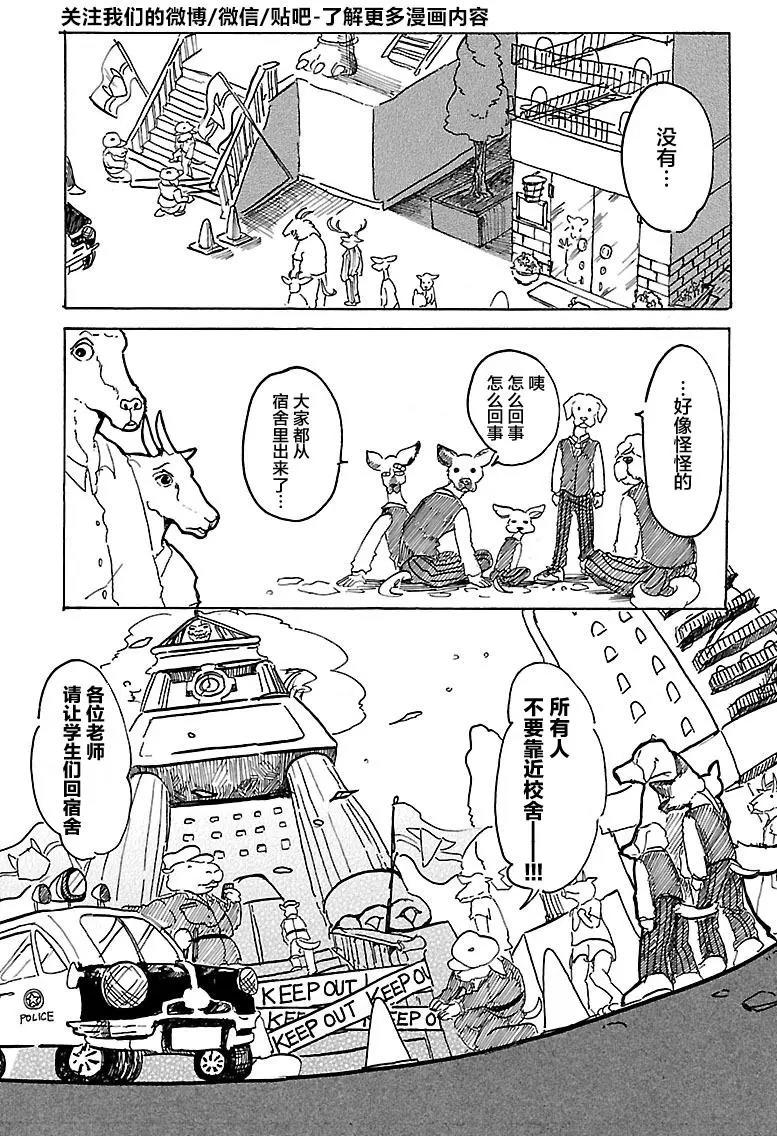 关注我们的微博/微信/贴吧-了解更多漫画内容
没有…
…好像怪怪的
咦
怎么回事
怎么回事
大家都从
宿舍里出来了…
所有人
不要靠近校舍——!!!
各位老师
请让学生们回宿舍
POLICE
KEEP OUT
KEEP OUT
KEEP OUT
KEEP O